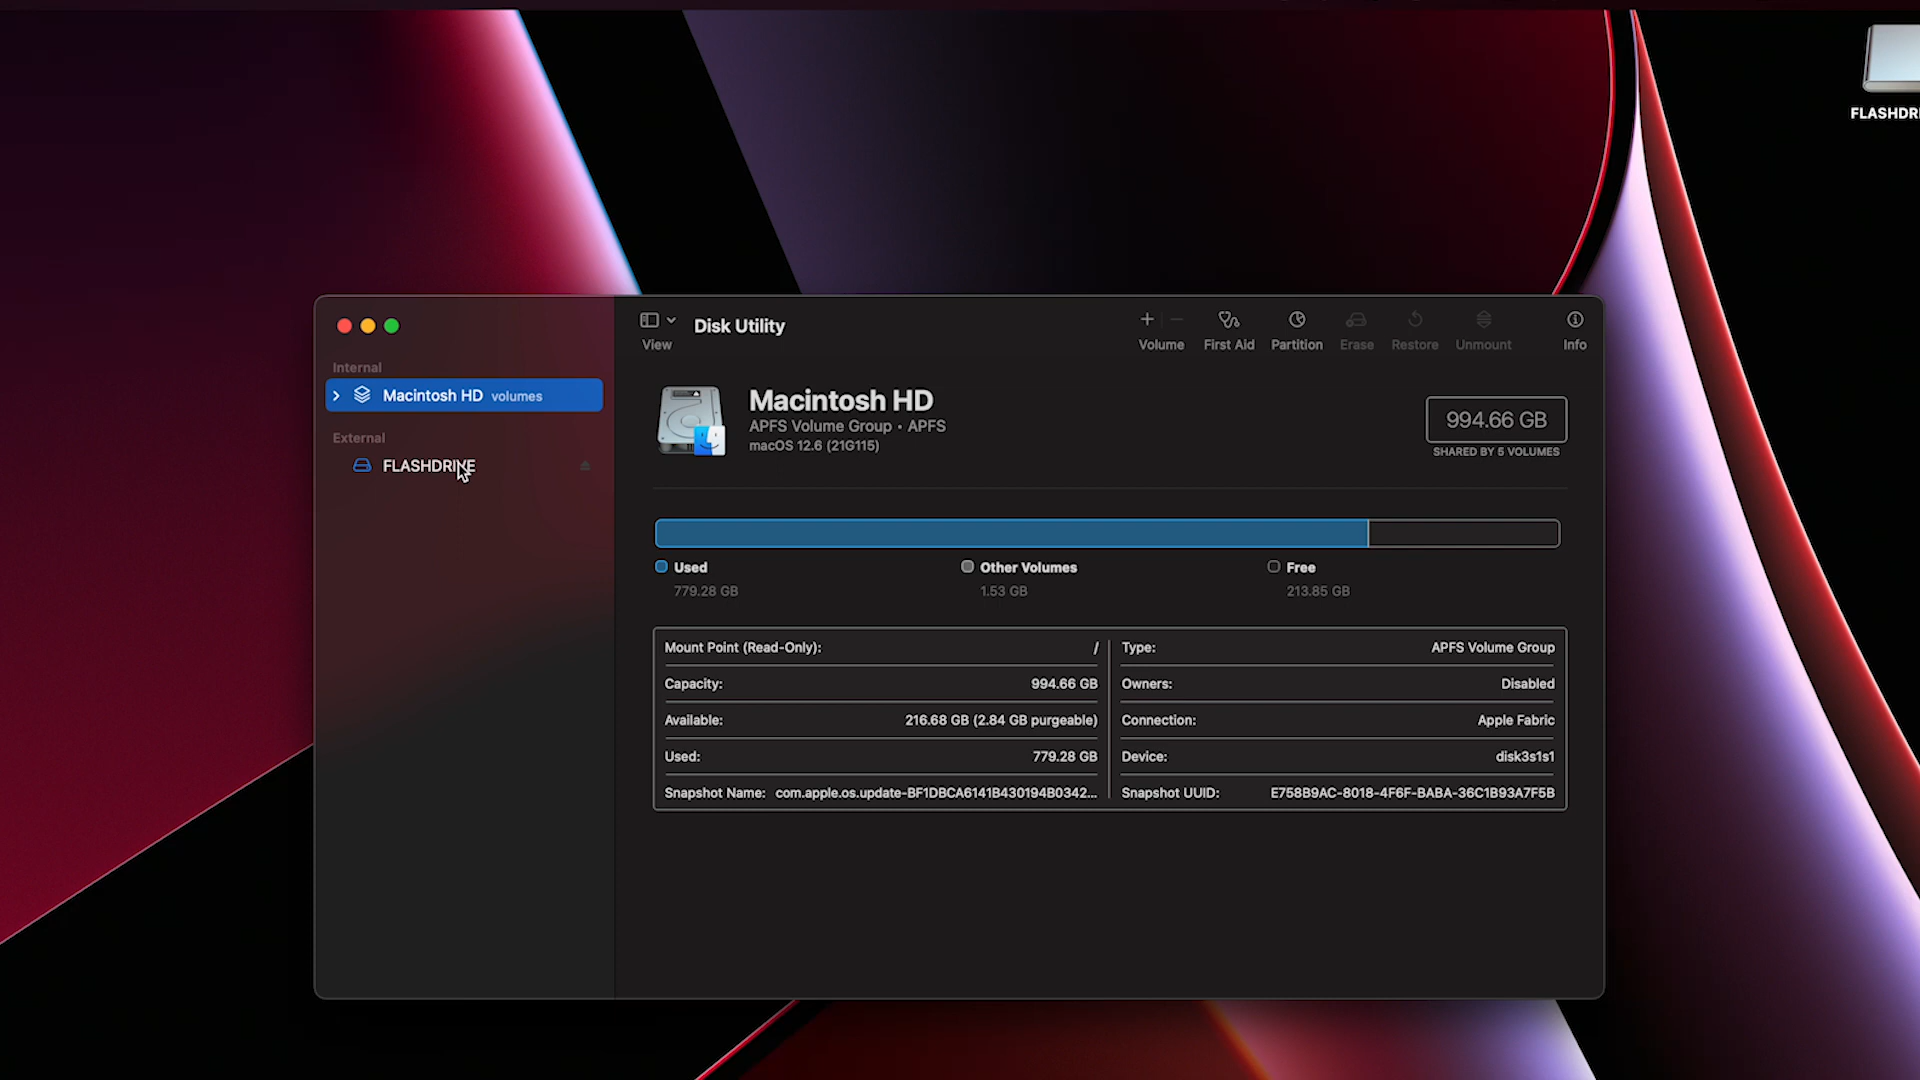 FLASHDRI
Disk Utility
View
Volume
First Aid
Partition
Erase
Restore
Unmount
Info
Internal
Macintosh HD volumes
External
FLASHDRIVE
Macintosh HD
APFS Volume Group • APFS
macOS 12.6 (21G115)
994.66 GB
SHARED BY 5 VOLUMES
Used
779.28 GB
Other Volumes
1.53 GB
Free
213.85 GB
Mount Point (Read-Only): /
Capacity: 994.66 GB
Available: 216.68 GB (2.84 GB purgeable)
Used: 779.28 GB
Snapshot Name: com.apple.os.update-BF1DBCA6141B430194B0342...
Type: APFS Volume Group
Owners: Disabled
Connection: Apple Fabric
Device: disk3s1s1
Snapshot UUID: E758B9AC-8018-4F6F-BABA-36C1B93A7F5B